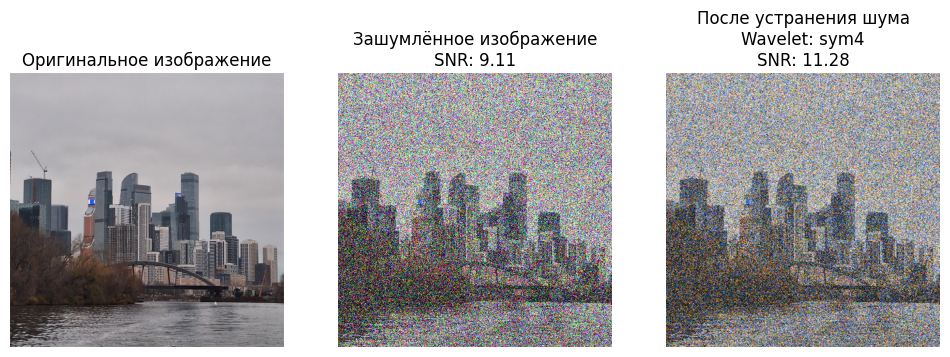 Оригинальное изображение
Зашумлённое изображение
SNR: 9.11
После устранения шума
Wavelet: sym4
SNR: 11.28